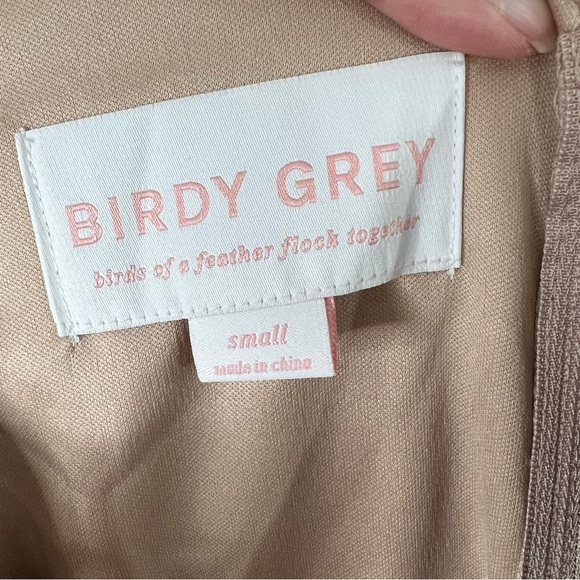 BIRDY GREY
birds of a feather flock together
small
made in china